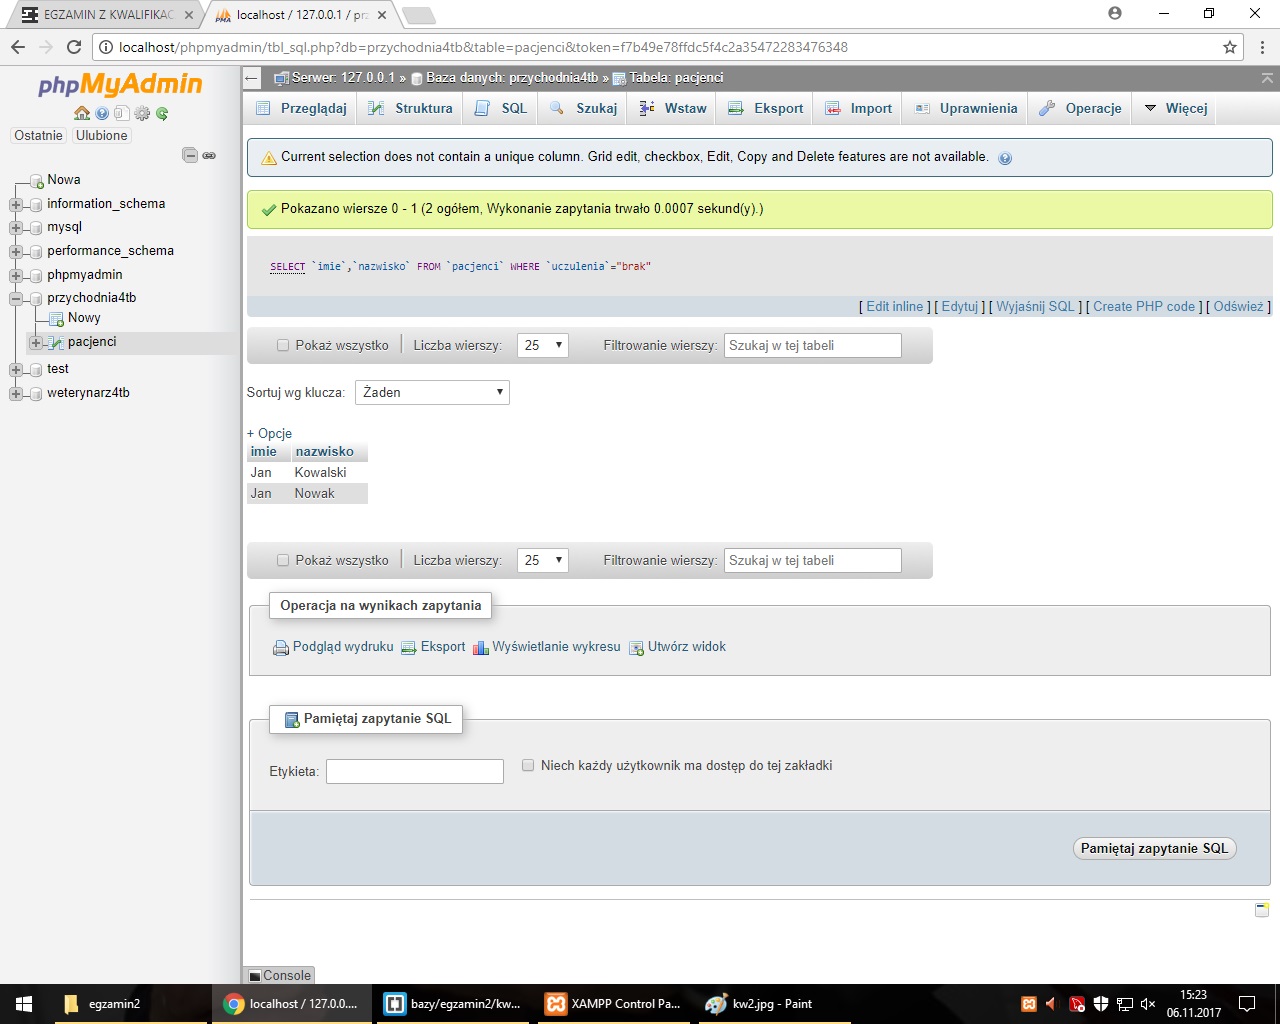 EGZAMIN Z KWALIFIKAC
localhost / 127.0.0.1 / prz
localhost/phpmyadmin/tbl_sql.php?db=przychodnia4tb&table=pacjenci&token=f7b49e78ffdc5f4c2a35472283476348
phpMyAdmin
Ostatnie Ulubione
Nowa
information_schema
mysql
performance_schema
phpmyadmin
przychodnia4tb
Nowy
pacjenci
test
weterynarz4tb
Serwer: 127.0.0.1 » Baza danych: przychodnia4tb » Tabela: pacjenci
Przeglądaj Struktura SQL Szukaj Wstaw Eksport Import Uprawnienia Operacje Więcej
Current selection does not contain a unique column. Grid edit, checkbox, Edit, Copy and Delete features are not available.
Pokazano wiersze 0 - 1 (2 ogółem, Wykonanie zapytania trwało 0.0007 sekund(y).)
SELECT `imie`,`nazwisko` FROM `pacjenci` WHERE `uczulenia`="brak"
[ Edit inline ] [ Edytuj ] [ Wyjaśnij SQL ] [ Create PHP code ] [ Odśwież ]
Pokaż wszystko Liczba wierszy: 25 Filtrowanie wierszy: Szukaj w tej tabeli
Sortuj wg klucza: Żaden
+ Opcje
imie nazwisko
Jan Kowalski
Jan Nowak
Pokaż wszystko Liczba wierszy: 25 Filtrowanie wierszy: Szukaj w tej tabeli
Operacja na wynikach zapytania
Podgląd wydruku Eksport Wyświetlanie wykresu Utwórz widok
Pamiętaj zapytanie SQL
Etykieta: Niech każdy użytkownik ma dostęp do tej zakładki
Pamiętaj zapytanie SQL
Console
egzamin2 localhost / 127.0.0.... bazy/egzamin2/kw... XAMPP Control Pa... kw2.jpg - Paint
15:23
06.11.2017